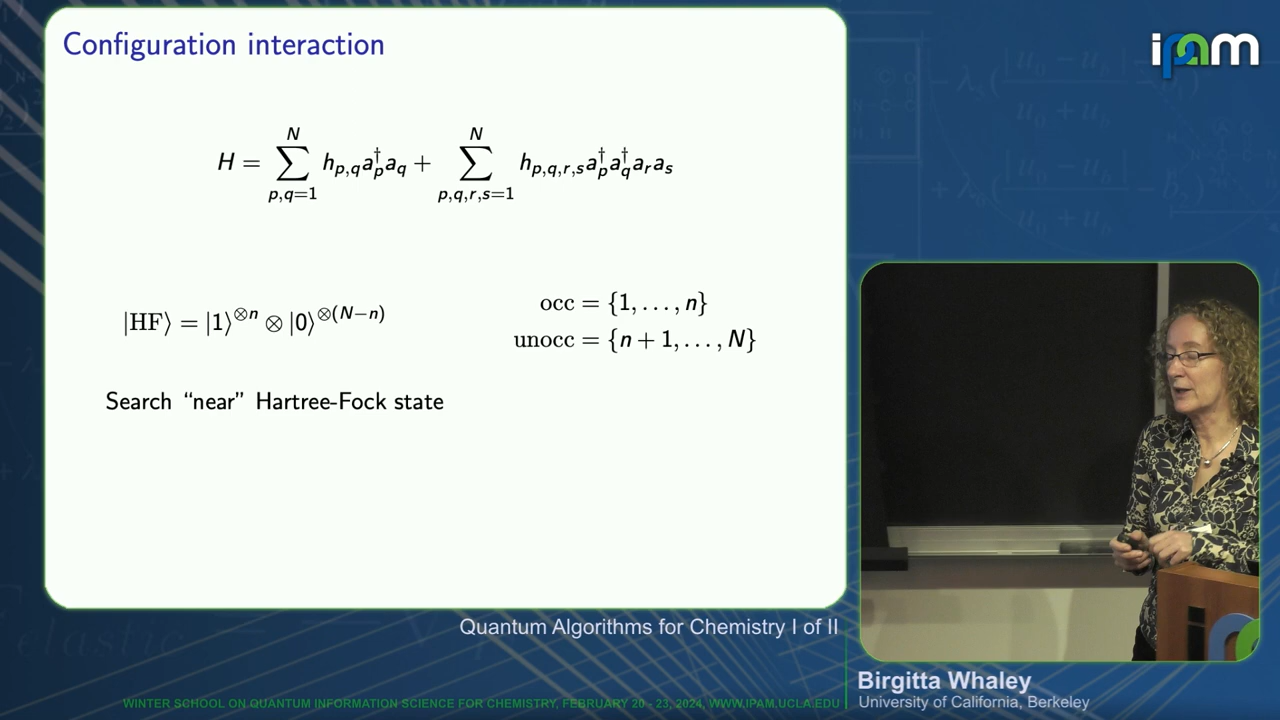 Configuration interaction
ipam
H = \sum_{p,q=1}^{N} h_{p,q} a_p^† a_q + \sum_{p,q,r,s=1}^{N} h_{p,q,r,s} a_p^† a_q^† a_r a_s
|HF⟩ = |1⟩^{⊗n} ⊗ |0⟩^{⊗(N−n)}
occ = {1, . . . , n}
unocc = {n + 1, . . . , N}
Search “near” Hartree-Fock state
Quantum Algorithms for Chemistry I of II
Birgitta Whaley
University of California, Berkeley
WINTER SCHOOL ON QUANTUM INFORMATION SCIENCE FOR CHEMISTRY, FEBRUARY 20 - 23, 2024, WWW.IPAM.UCLA.EDU